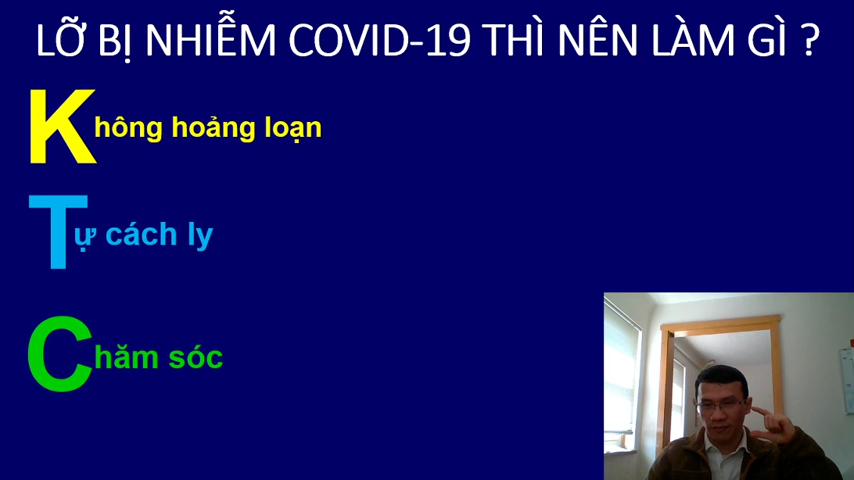 LỠ BỊ NHIỄM COVID-19 THÌ NÊN LÀM GÌ ?
Không hoảng loạn
Tự cách ly
Chăm sóc